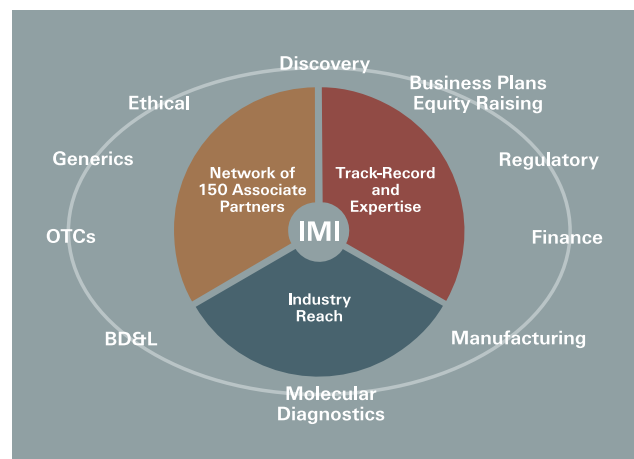 Discovery
Business Plans
Equity Raising
Ethical
Generics
Regulatory
Network of
150 Associate
Partners
Track-Record
and
Expertise
IMI
OTCs
Finance
Industry
Reach
BD&L
Manufacturing
Molecular
Diagnostics